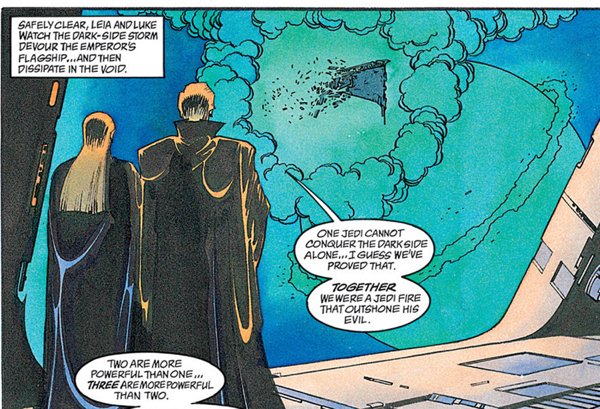 SAFELY CLEAR, LEIA AND LUKE
WATCH THE DARK-SIDE STORM
DEVOUR THE EMPEROR'S
FLAGSHIP...AND THEN
DISSIPATE IN THE VOID.
ONE JEDI CANNOT
CONQUER THE DARK SIDE
ALONE...I GUESS WE'VE
PROVED THAT.
TOGETHER
WE WERE A JEDI FIRE
THAT OUTSHONE HIS
EVIL.
TWO ARE MORE
POWERFUL THAN ONE...
THREE ARE MORE POWERFUL
THAN TWO.